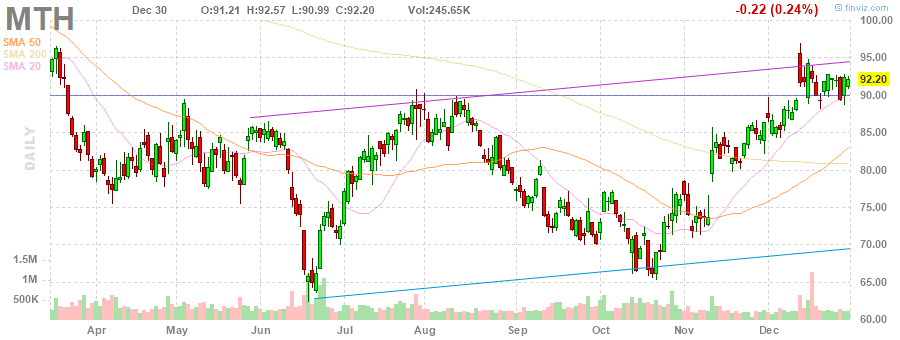 MTH Dec 30 O:91.21 H:92.57 L:90.99 C:92.20 Vol:245.65K -0.22 (0.24%) © finviz.com
SMA 50
SMA 200
SMA 20
DAILY
100.00
95.00
92.20
90.00
85.00
80.00
75.00
70.00
65.00
60.00
1.5M
1M
500K
Apr May Jun Jul Aug Sep Oct Nov Dec